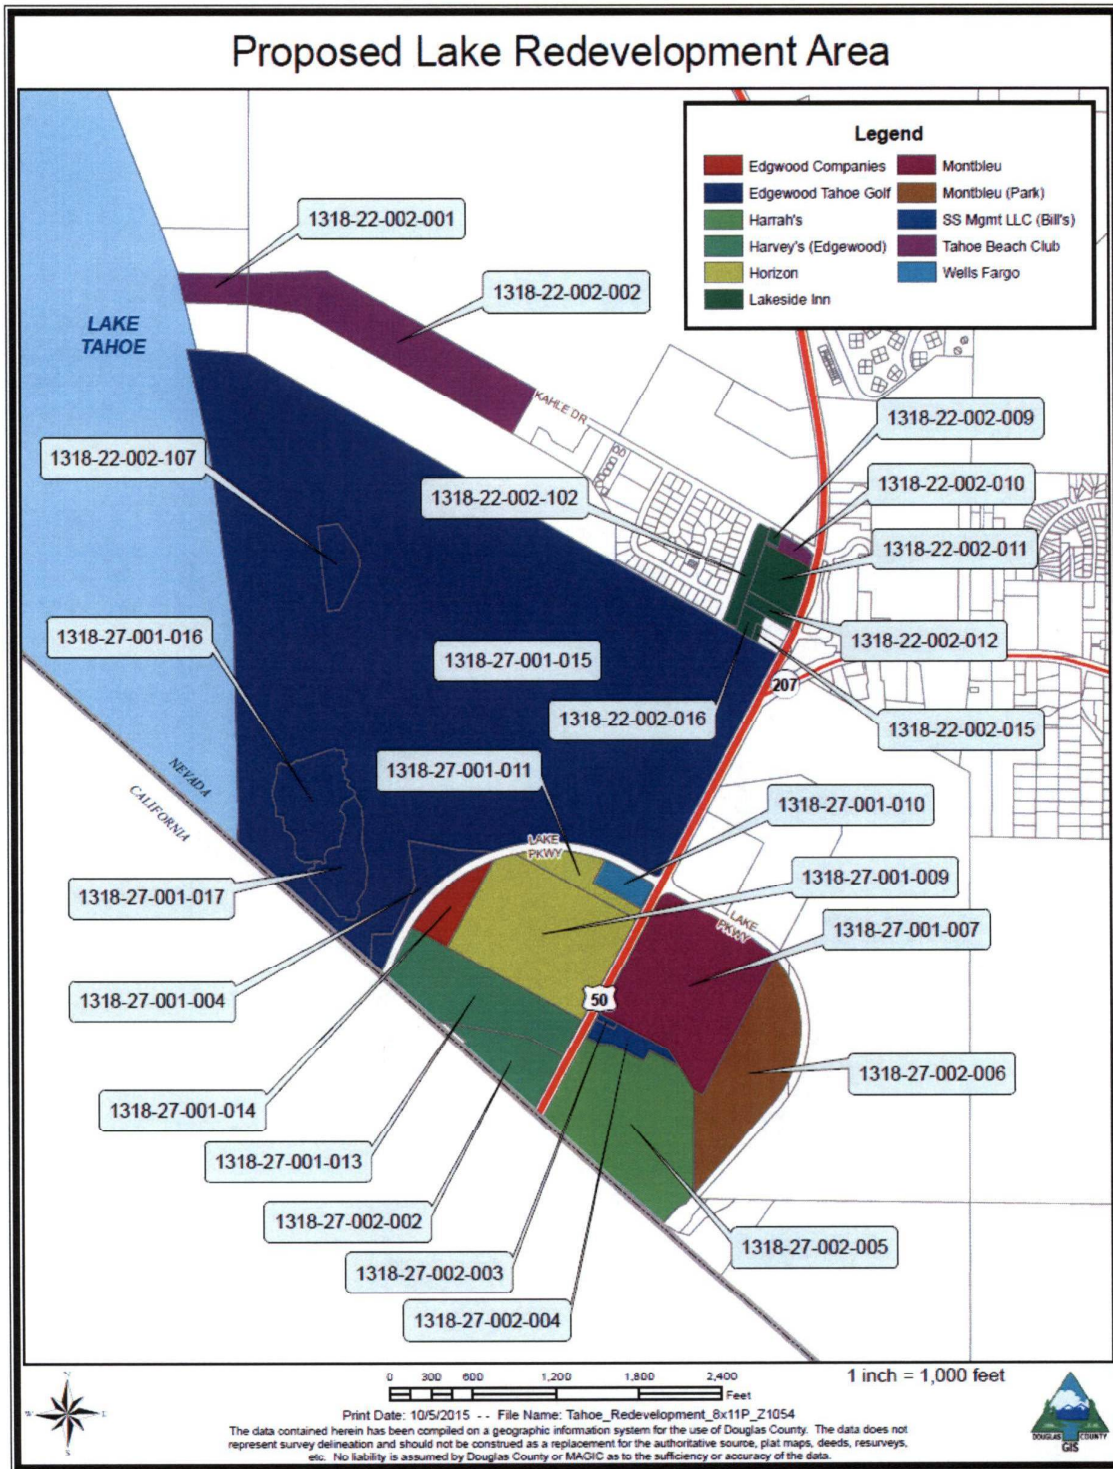 Proposed Lake Redevelopment Area
Legend
Edgwood Companies
Edgewood Tahoe Golf
Harrah's
Harvey's (Edgewood)
Horizon
Lakeside Inn
Montbleu
Montbleu (Park)
SS Mgmt LLC (Bill's)
Tahoe Beach Club
Wells Fargo
1318-22-002-001
1318-22-002-002
LAKE
TAHOE
KAHLE DR
1318-22-002-009
1318-22-002-107
1318-22-002-010
1318-22-002-102
1318-22-002-011
1318-27-001-016
1318-22-002-012
1318-27-001-015
207
1318-22-002-016
1318-22-002-015
NEVADA
CALIFORNIA
1318-27-001-011
1318-27-001-010
LAKE
PKWY
1318-27-001-009
1318-27-001-017
LAKE
PKWY
1318-27-001-007
1318-27-001-004
50
1318-27-002-006
1318-27-001-014
1318-27-001-013
1318-27-002-002
1318-27-002-005
1318-27-002-003
1318-27-002-004
0 300 600 1,200 1,800 2,400
Feet
1 inch = 1,000 feet
N
W E
S
Print Date: 10/5/2015 -- File Name: Tahoe_Redevelopment_8x11P_Z1054
The data contained herein has been compiled on a geographic information system for the use of Douglas County. The data does not
represent survey delineation and should not be construed as a replacement for the authoritative source, plat maps, deeds, resurveys,
etc. No liability is assumed by Douglas County or MAGIC as to the sufficiency or accuracy of the data.
DOUGLAS COUNTY
GIS